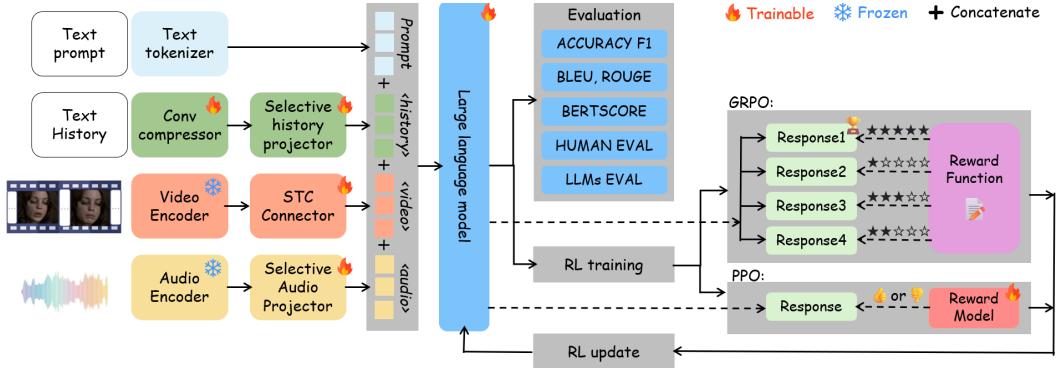 Trainable
Frozen
+ Concatenate
Text
prompt
Text
tokenizer
Prompt
+
Text
History
Conv
compressor
Selective
history
projector
<history>
+
Video
Encoder
STC
Connector
<video>
+
Audio
Encoder
Selective
Audio
Projector
<audio>
Large language model
Evaluation
ACCURACY F1
BLEU, ROUGE
BERTSCORE
HUMAN EVAL
LLMs EVAL
RL training
RL update
GRPO:
Response1
★★★★★
Response2
★☆☆☆☆
Response3
★★★☆☆
Response4
★★☆☆☆
Reward
Function
PPO:
Response
or
Reward
Model